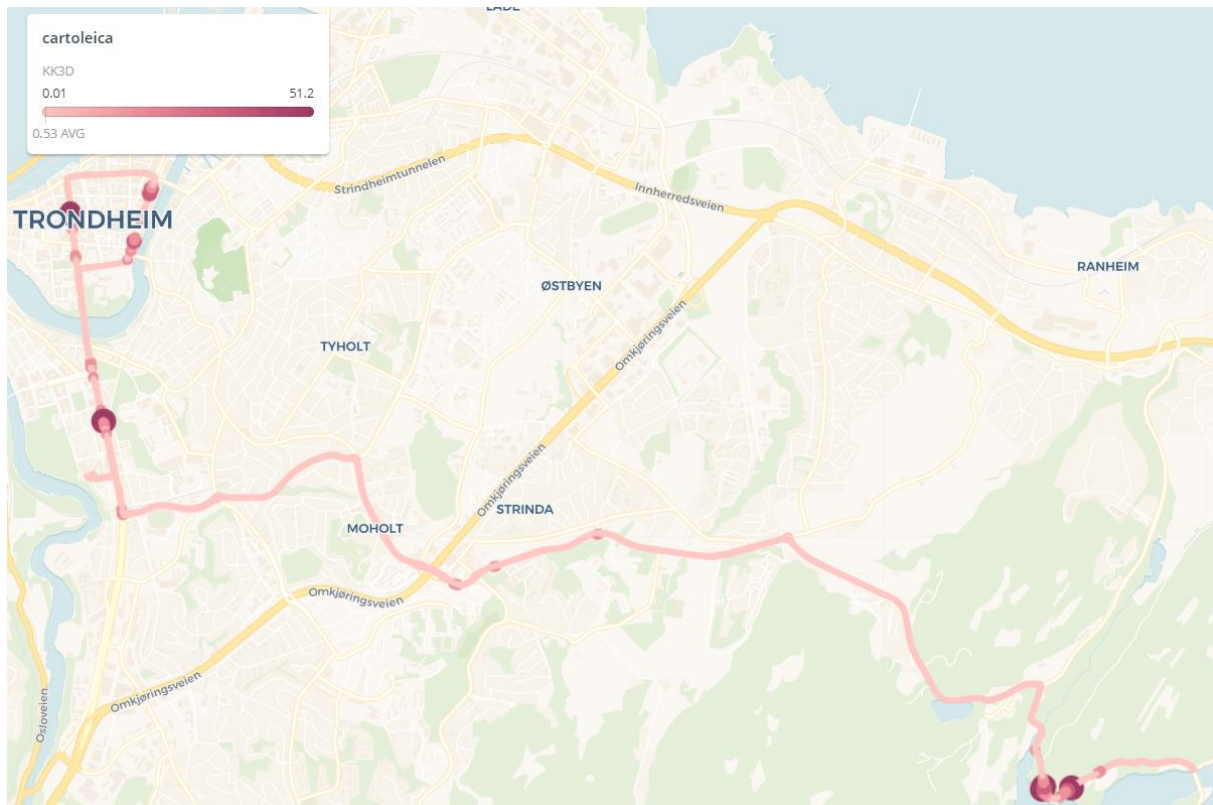 LADE
cartoleica
KK3D
0.01 51.2
0.53 AVG
Strindheimtunnelen
Innherredsveien
TRONDHEIM
RANHEIM
ØSTBYEN
Omkjøringsveien
TYHOLT
Omkjøringsveien
STRINDA
MOHOLT
Omkjøringsveien
Omkjøringsveien
Osloveien